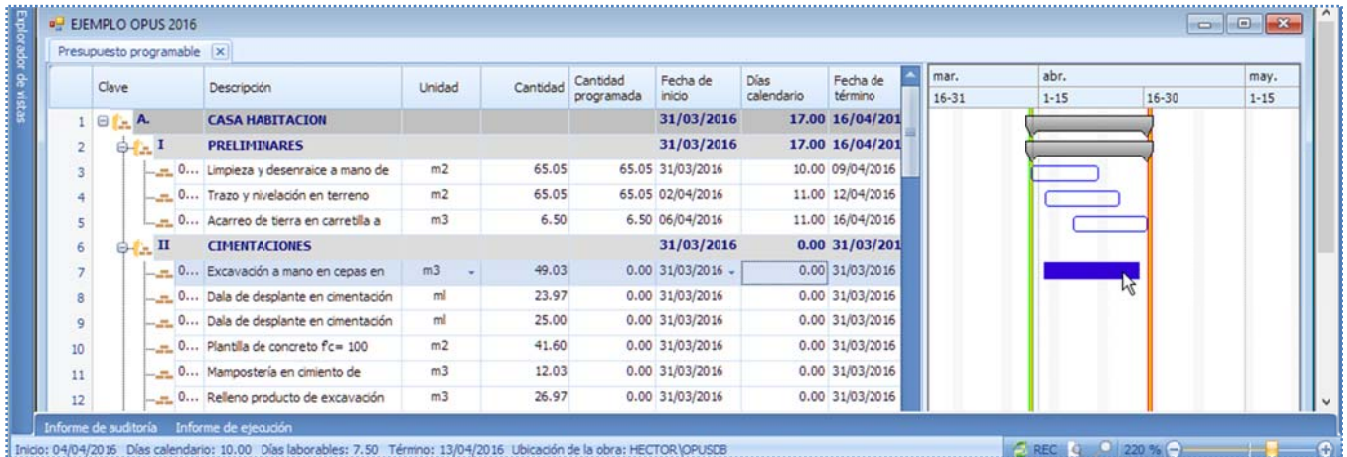 Explorador de vistas
EJEMPLO OPUS 2016
Presupuesto programable
Clave Descripción Unidad Cantidad Cantidad programada Fecha de inicio Días calendario Fecha de término
mar. abr. may.
16-31 1-15 16-30 1-15
1 A. CASA HABITACION 31/03/2016 17.00 16/04/201
2 I PRELIMINARES 31/03/2016 17.00 16/04/201
3 0... Limpieza y desenraice a mano de m2 65.05 65.05 31/03/2016 10.00 09/04/2016
4 0... Trazo y nivelación en terreno m2 65.05 65.05 02/04/2016 11.00 12/04/2016
5 0... Acarreo de tierra en carretilla a m3 6.50 6.50 06/04/2016 11.00 16/04/2016
6 II CIMENTACIONES 31/03/2016 0.00 31/03/201
7 0... Excavación a mano en cepas en m3 49.03 0.00 31/03/2016 0.00 31/03/2016
8 0... Dala de desplante en cimentación ml 23.97 0.00 31/03/2016 0.00 31/03/2016
9 0... Dala de desplante en cimentación ml 25.00 0.00 31/03/2016 0.00 31/03/2016
10 0... Plantilla de concreto f'c= 100 m2 41.60 0.00 31/03/2016 0.00 31/03/2016
11 0... Mampostería en cimiento de m3 12.03 0.00 31/03/2016 0.00 31/03/2016
12 0... Relleno producto de excavación m3 26.97 0.00 31/03/2016 0.00 31/03/2016
Informe de auditoría Informe de ejecución
Inicio: 04/04/2016 Días calendario: 10.00 Días laborables: 7.50 Término: 13/04/2016 Ubicación de la obra: HECTOR\OPUSDB REC 220 %